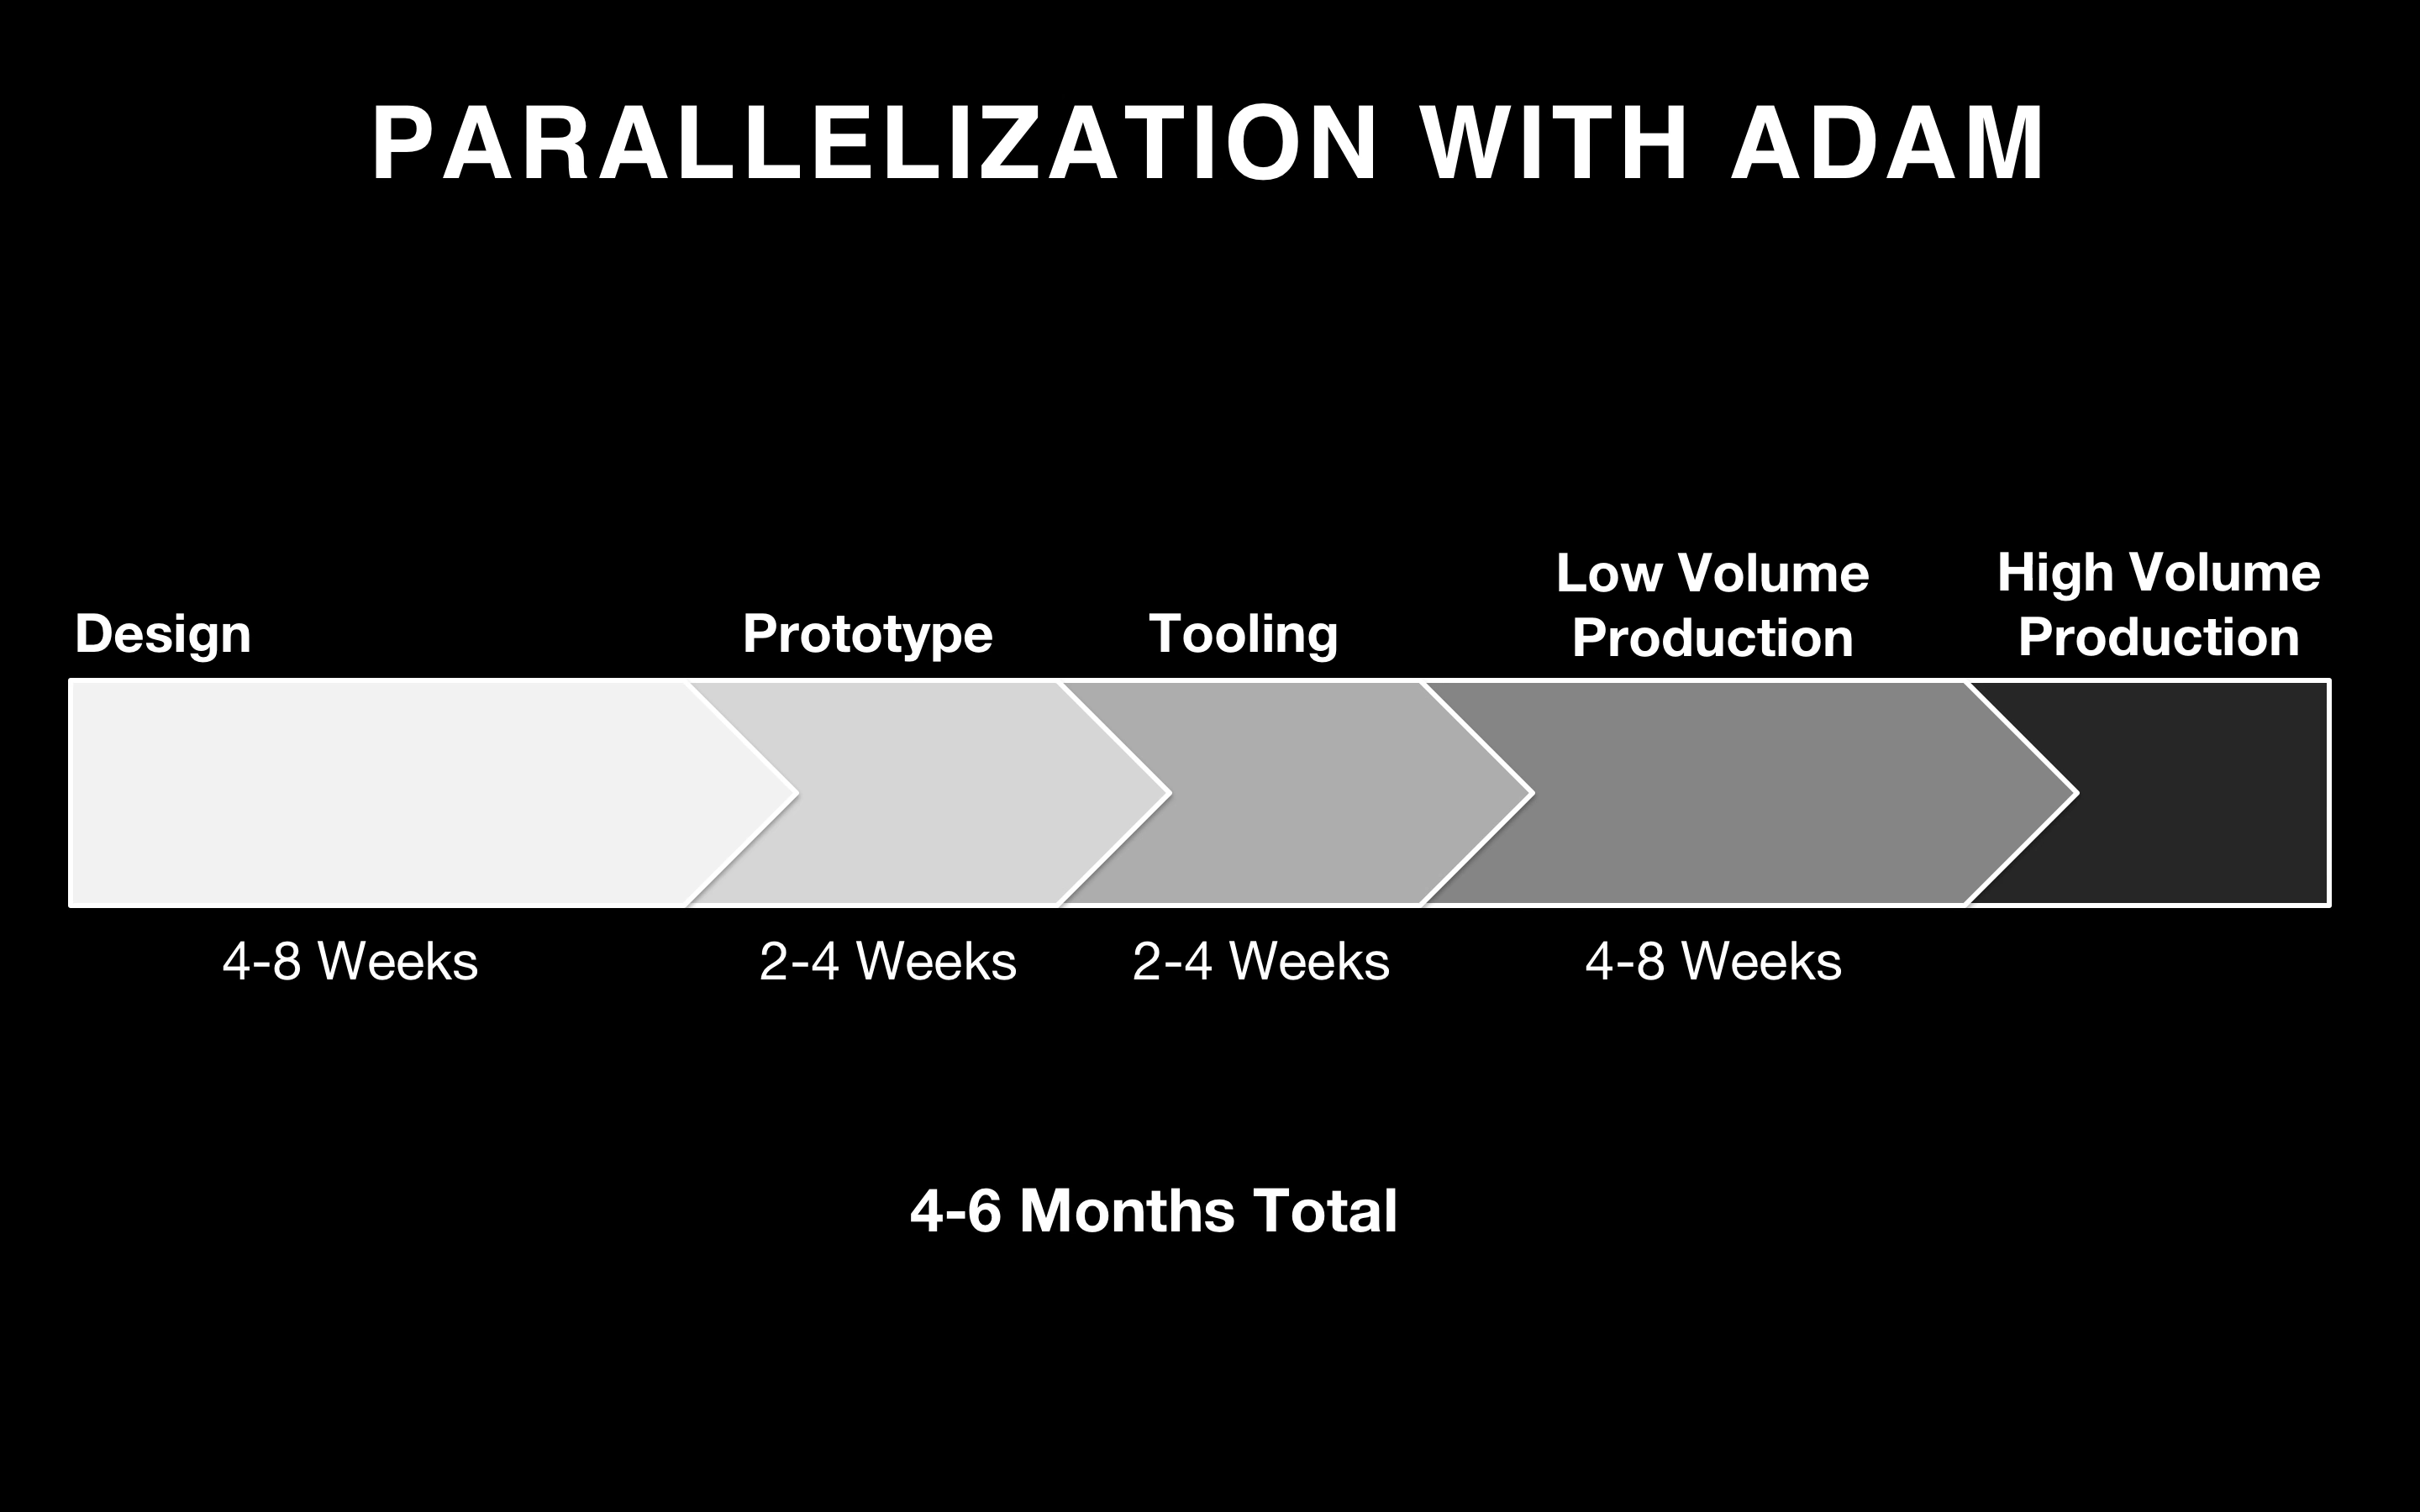 PARALLELIZATION WITH ADAM
Design
Prototype
Tooling
Low Volume
Production
High Volume
Production
4-8 Weeks
2-4 Weeks
2-4 Weeks
4-8 Weeks
4-6 Months Total